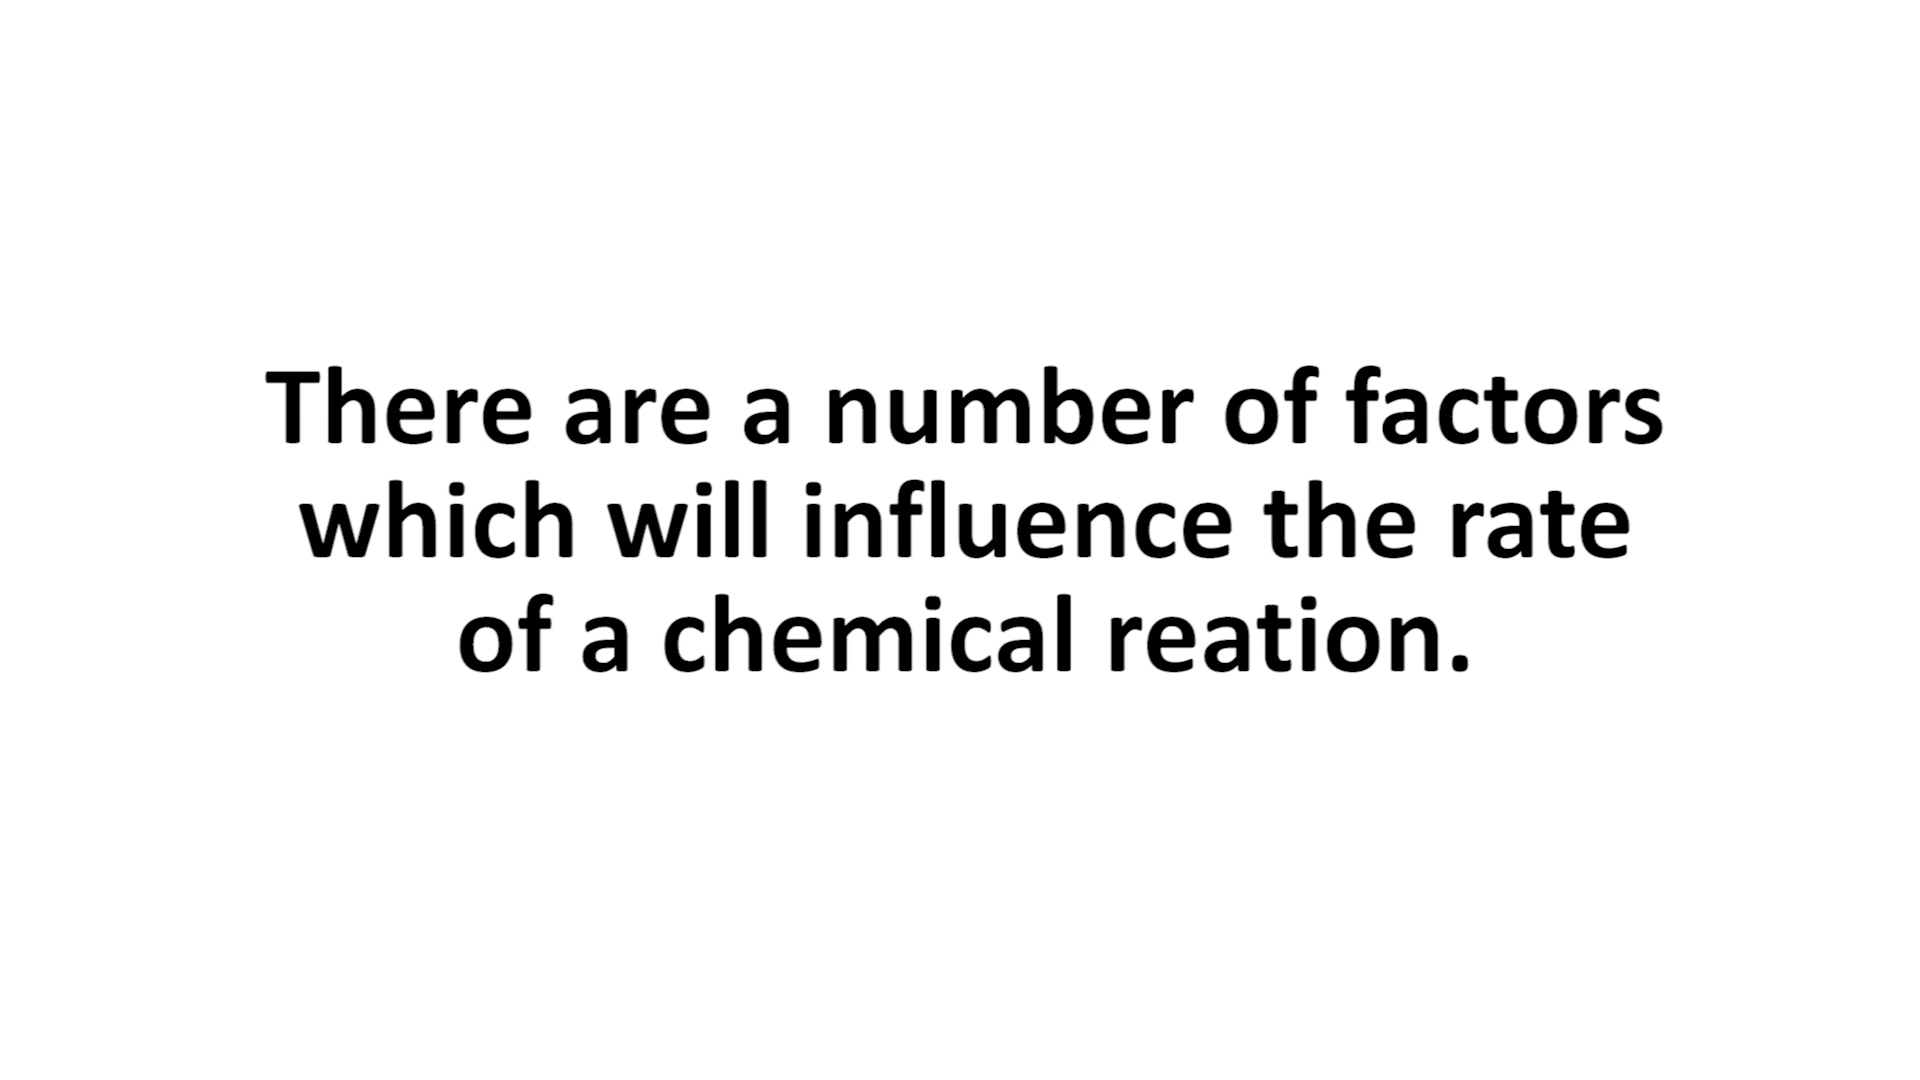 There are a number of factors
which will influence the rate
of a chemical reation.